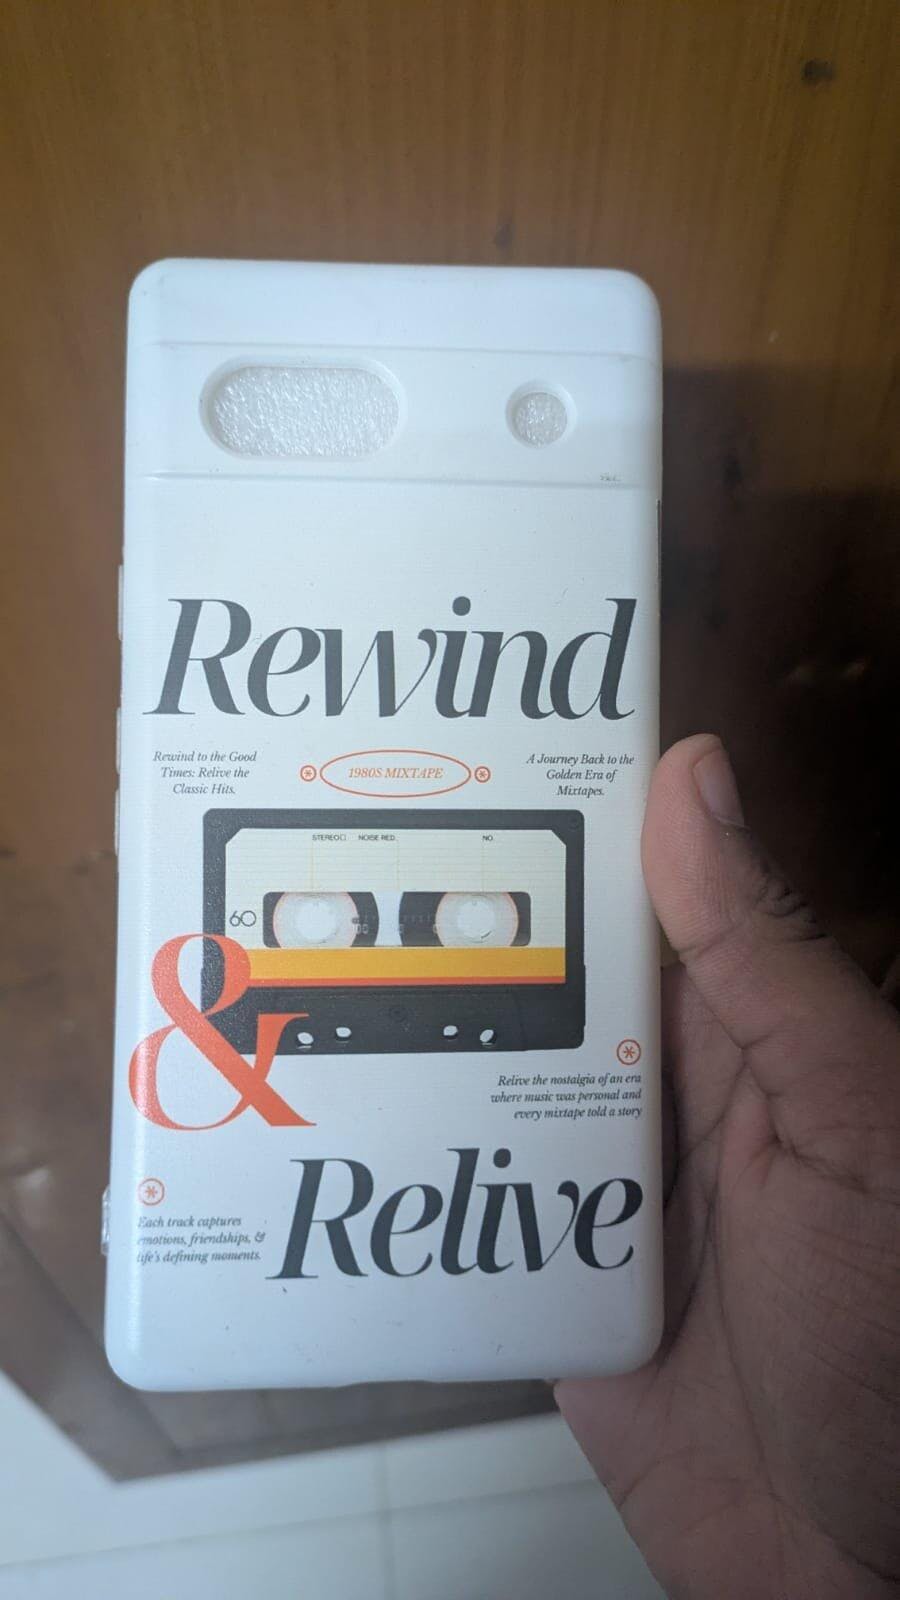 Rewind
Rewind to the Good
Times: Relive the
Classic Hits.
1980S MIXTAPE
A Journey Back to the
Golden Era of
Mixtapes.
STEREO NOISE RED. NO.
60
&
Relive the nostalgia of an era
where music was personal and
every mixtape told a story
Relive
Each track captures
emotions, friendships, &
life's defining moments.